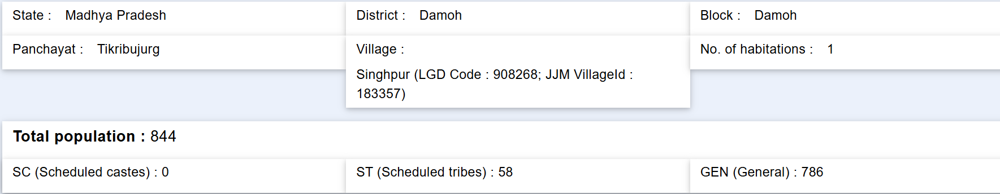 State : Madhya Pradesh
District : Damoh
Block : Damoh
Panchayat : Tikribujurg
Village :
No. of habitations : 1
Singhpur (LGD Code : 908268; JJM VillageId :
183357)
Total population : 844
SC (Scheduled castes) : 0
ST (Scheduled tribes) : 58
GEN (General) : 786